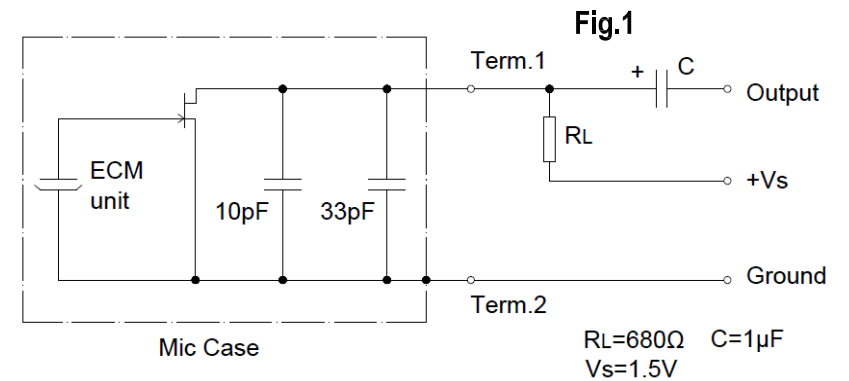 Fig.1
Term.1
+ C
Output
RL
ECM
unit
+Vs
10pF
33pF
Ground
Term.2
Mic Case
RL=680Ω C=1µF
Vs=1.5V